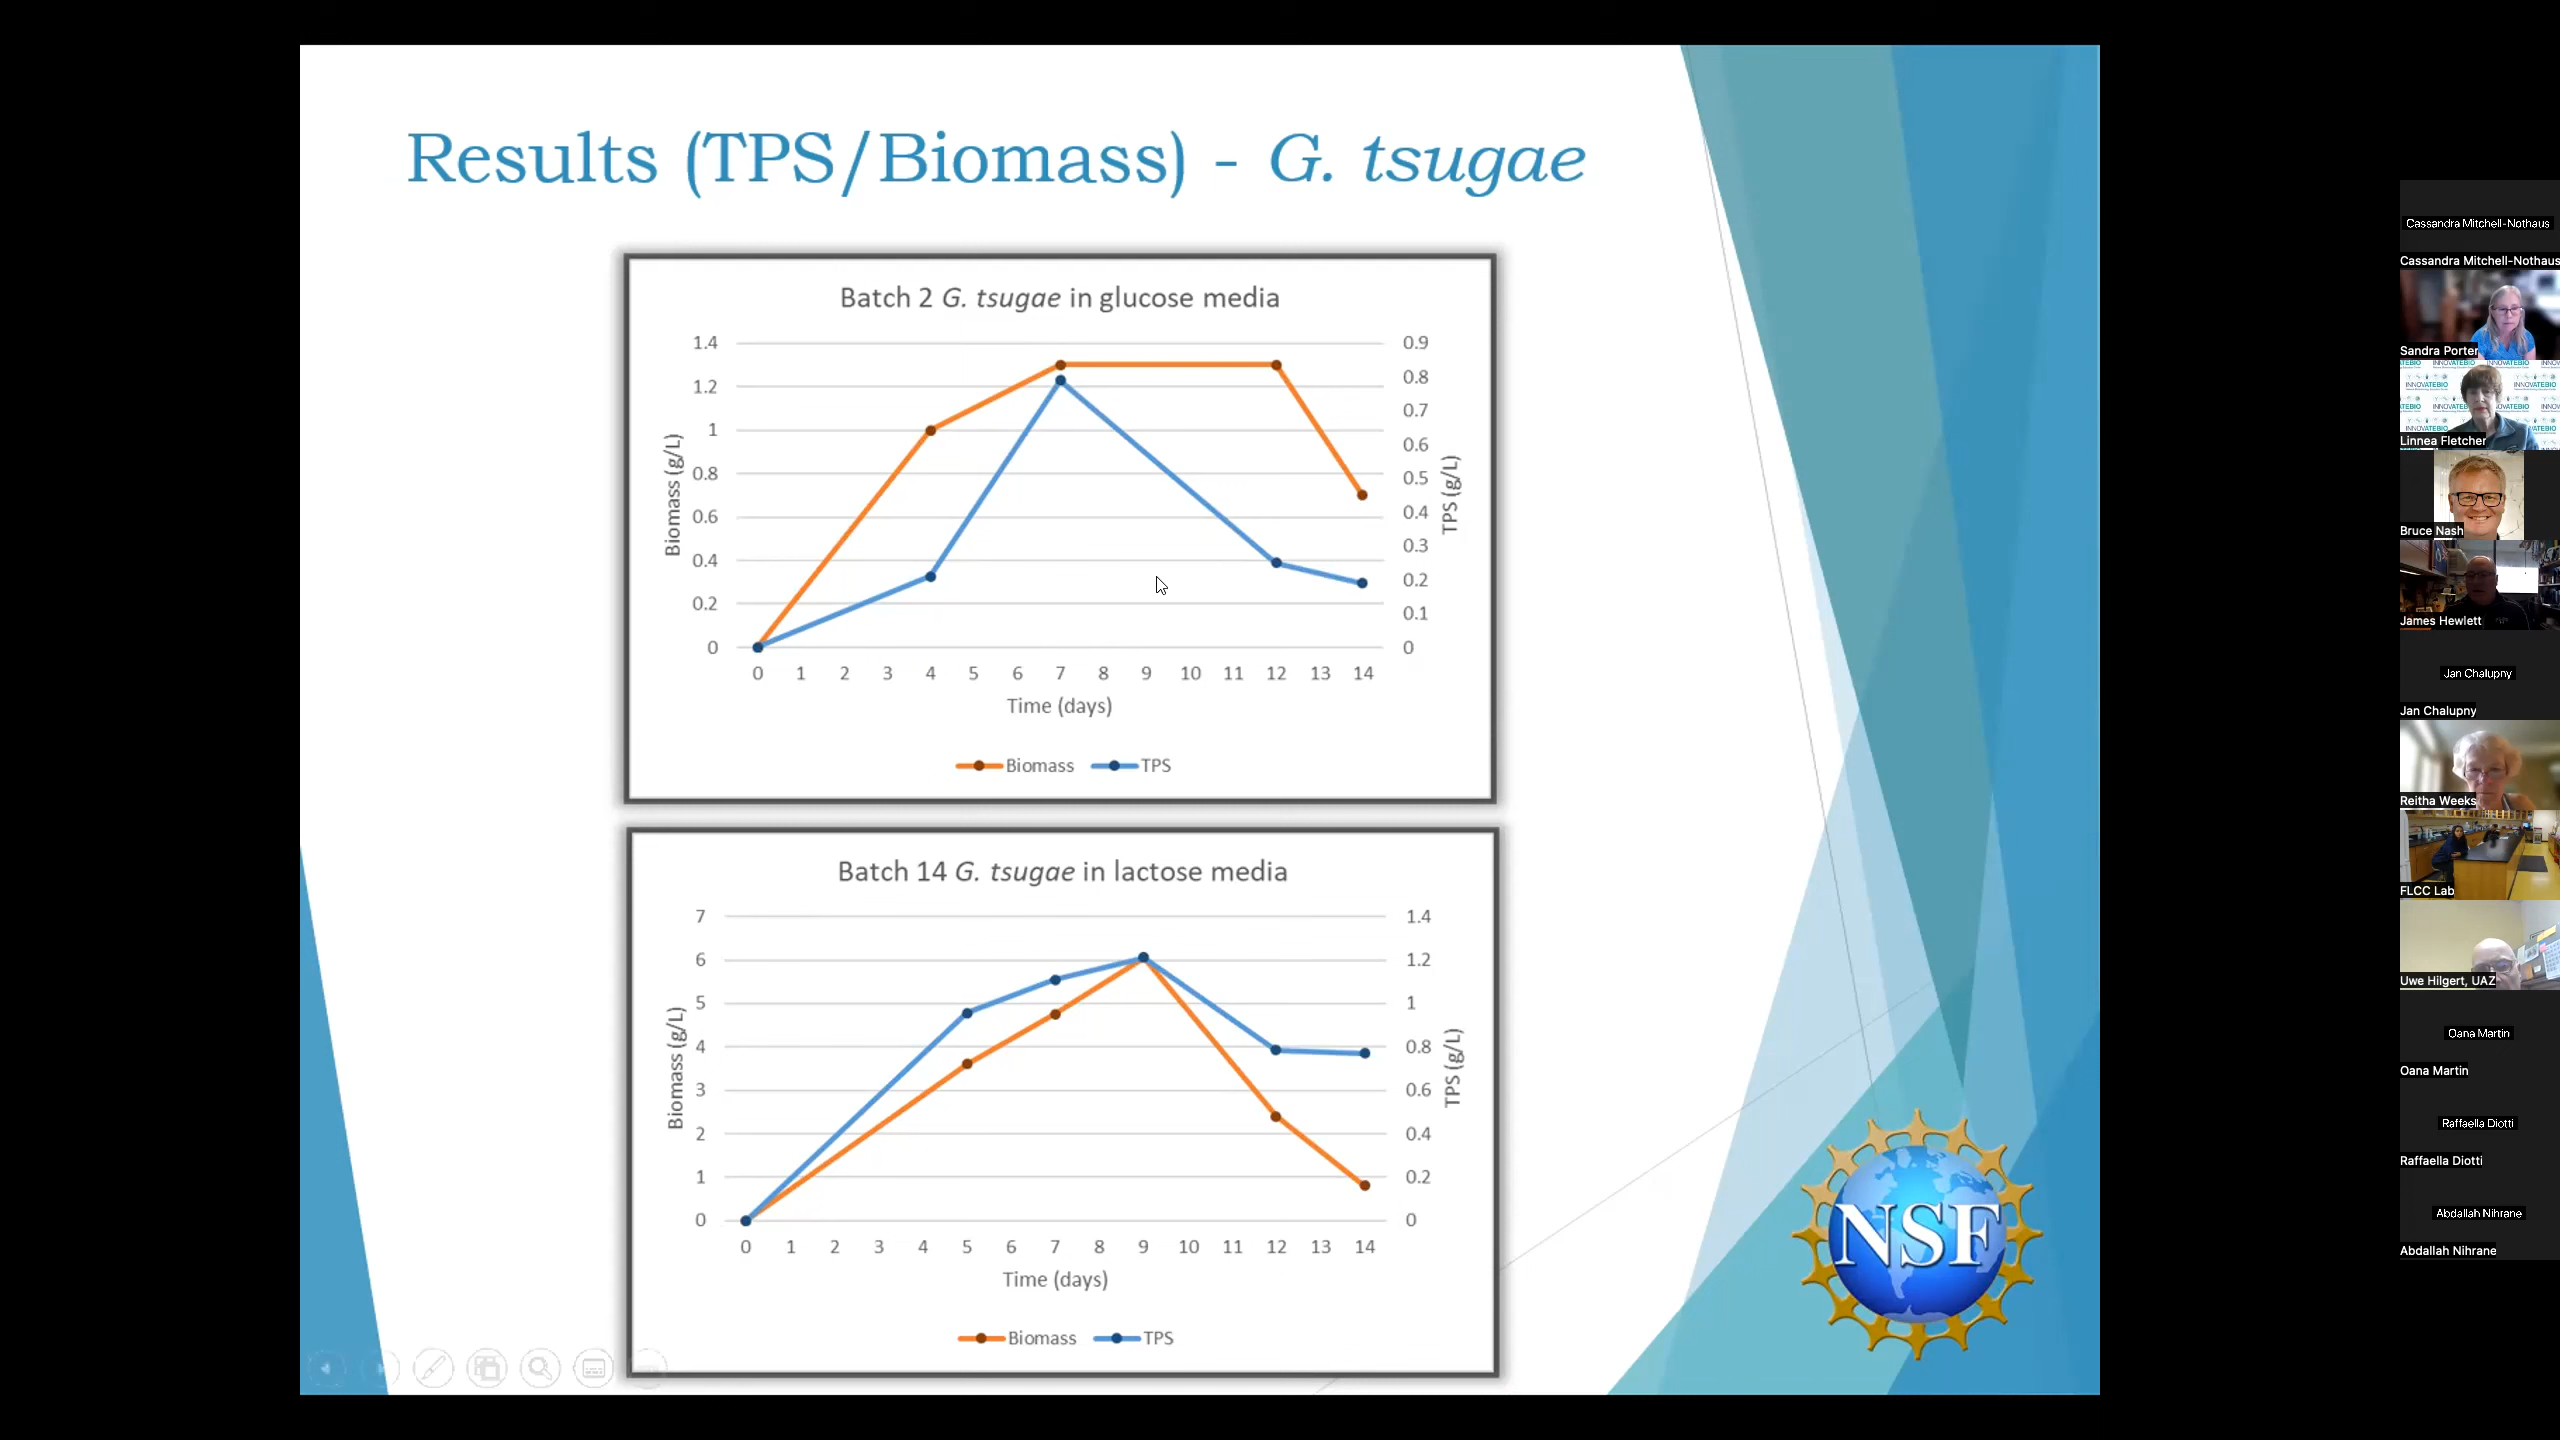 Results (TPS/Biomass) - G. tsugae
Batch 2 G. tsugae in glucose media
1.4
1.2
1
0.8
0.6
0.4
0.2
0
Biomass (g/L)
0.9
0.8
0.7
0.6
0.5
0.4
0.3
0.2
0.1
0
TPS (g/L)
0 1 2 3 4 5 6 7 8 9 10 11 12 13 14
Time (days)
Biomass TPS
Batch 14 G. tsugae in lactose media
7
6
5
4
3
2
1
0
Biomass (g/L)
1.4
1.2
1
0.8
0.6
0.4
0.2
0
TPS (g/L)
0 1 2 3 4 5 6 7 8 9 10 11 12 13 14
Time (days)
Biomass TPS
NSF
Cassandra Mitchell-Nothaus
Cassandra Mitchell-Nothaus
Sandra Porter
INNOVATEBIO
INNOVATEBIO
Linnea Fletcher
Bruce Nash
James Hewlett
Jan Chalupny
Jan Chalupny
Reitha Weeks
FLCC Lab
Uwe Hilgert, UAZ
Oana Martin
Oana Martin
Raffaella Diotti
Raffaella Diotti
Abdallah Nihrane
Abdallah Nihrane